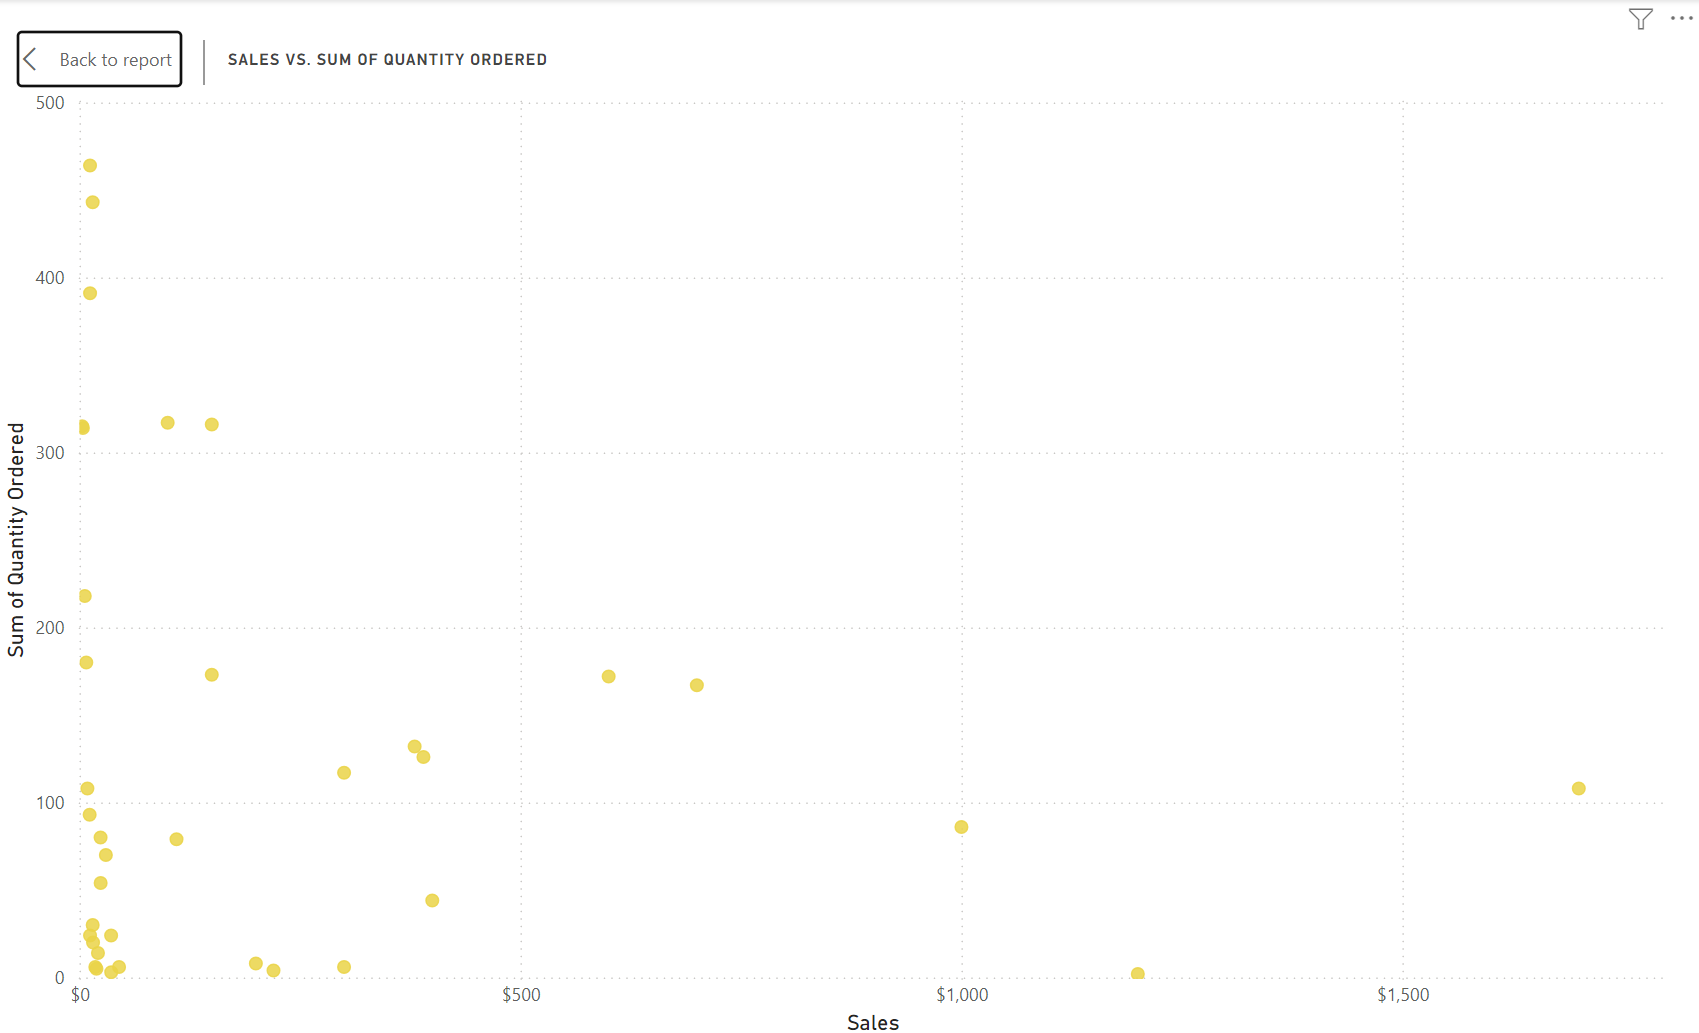 Back to report
SALES VS. SUM OF QUANTITY ORDERED
500
400
300
200
100
0
Sum of Quantity Ordered
$0
$500
$1,000
$1,500
Sales